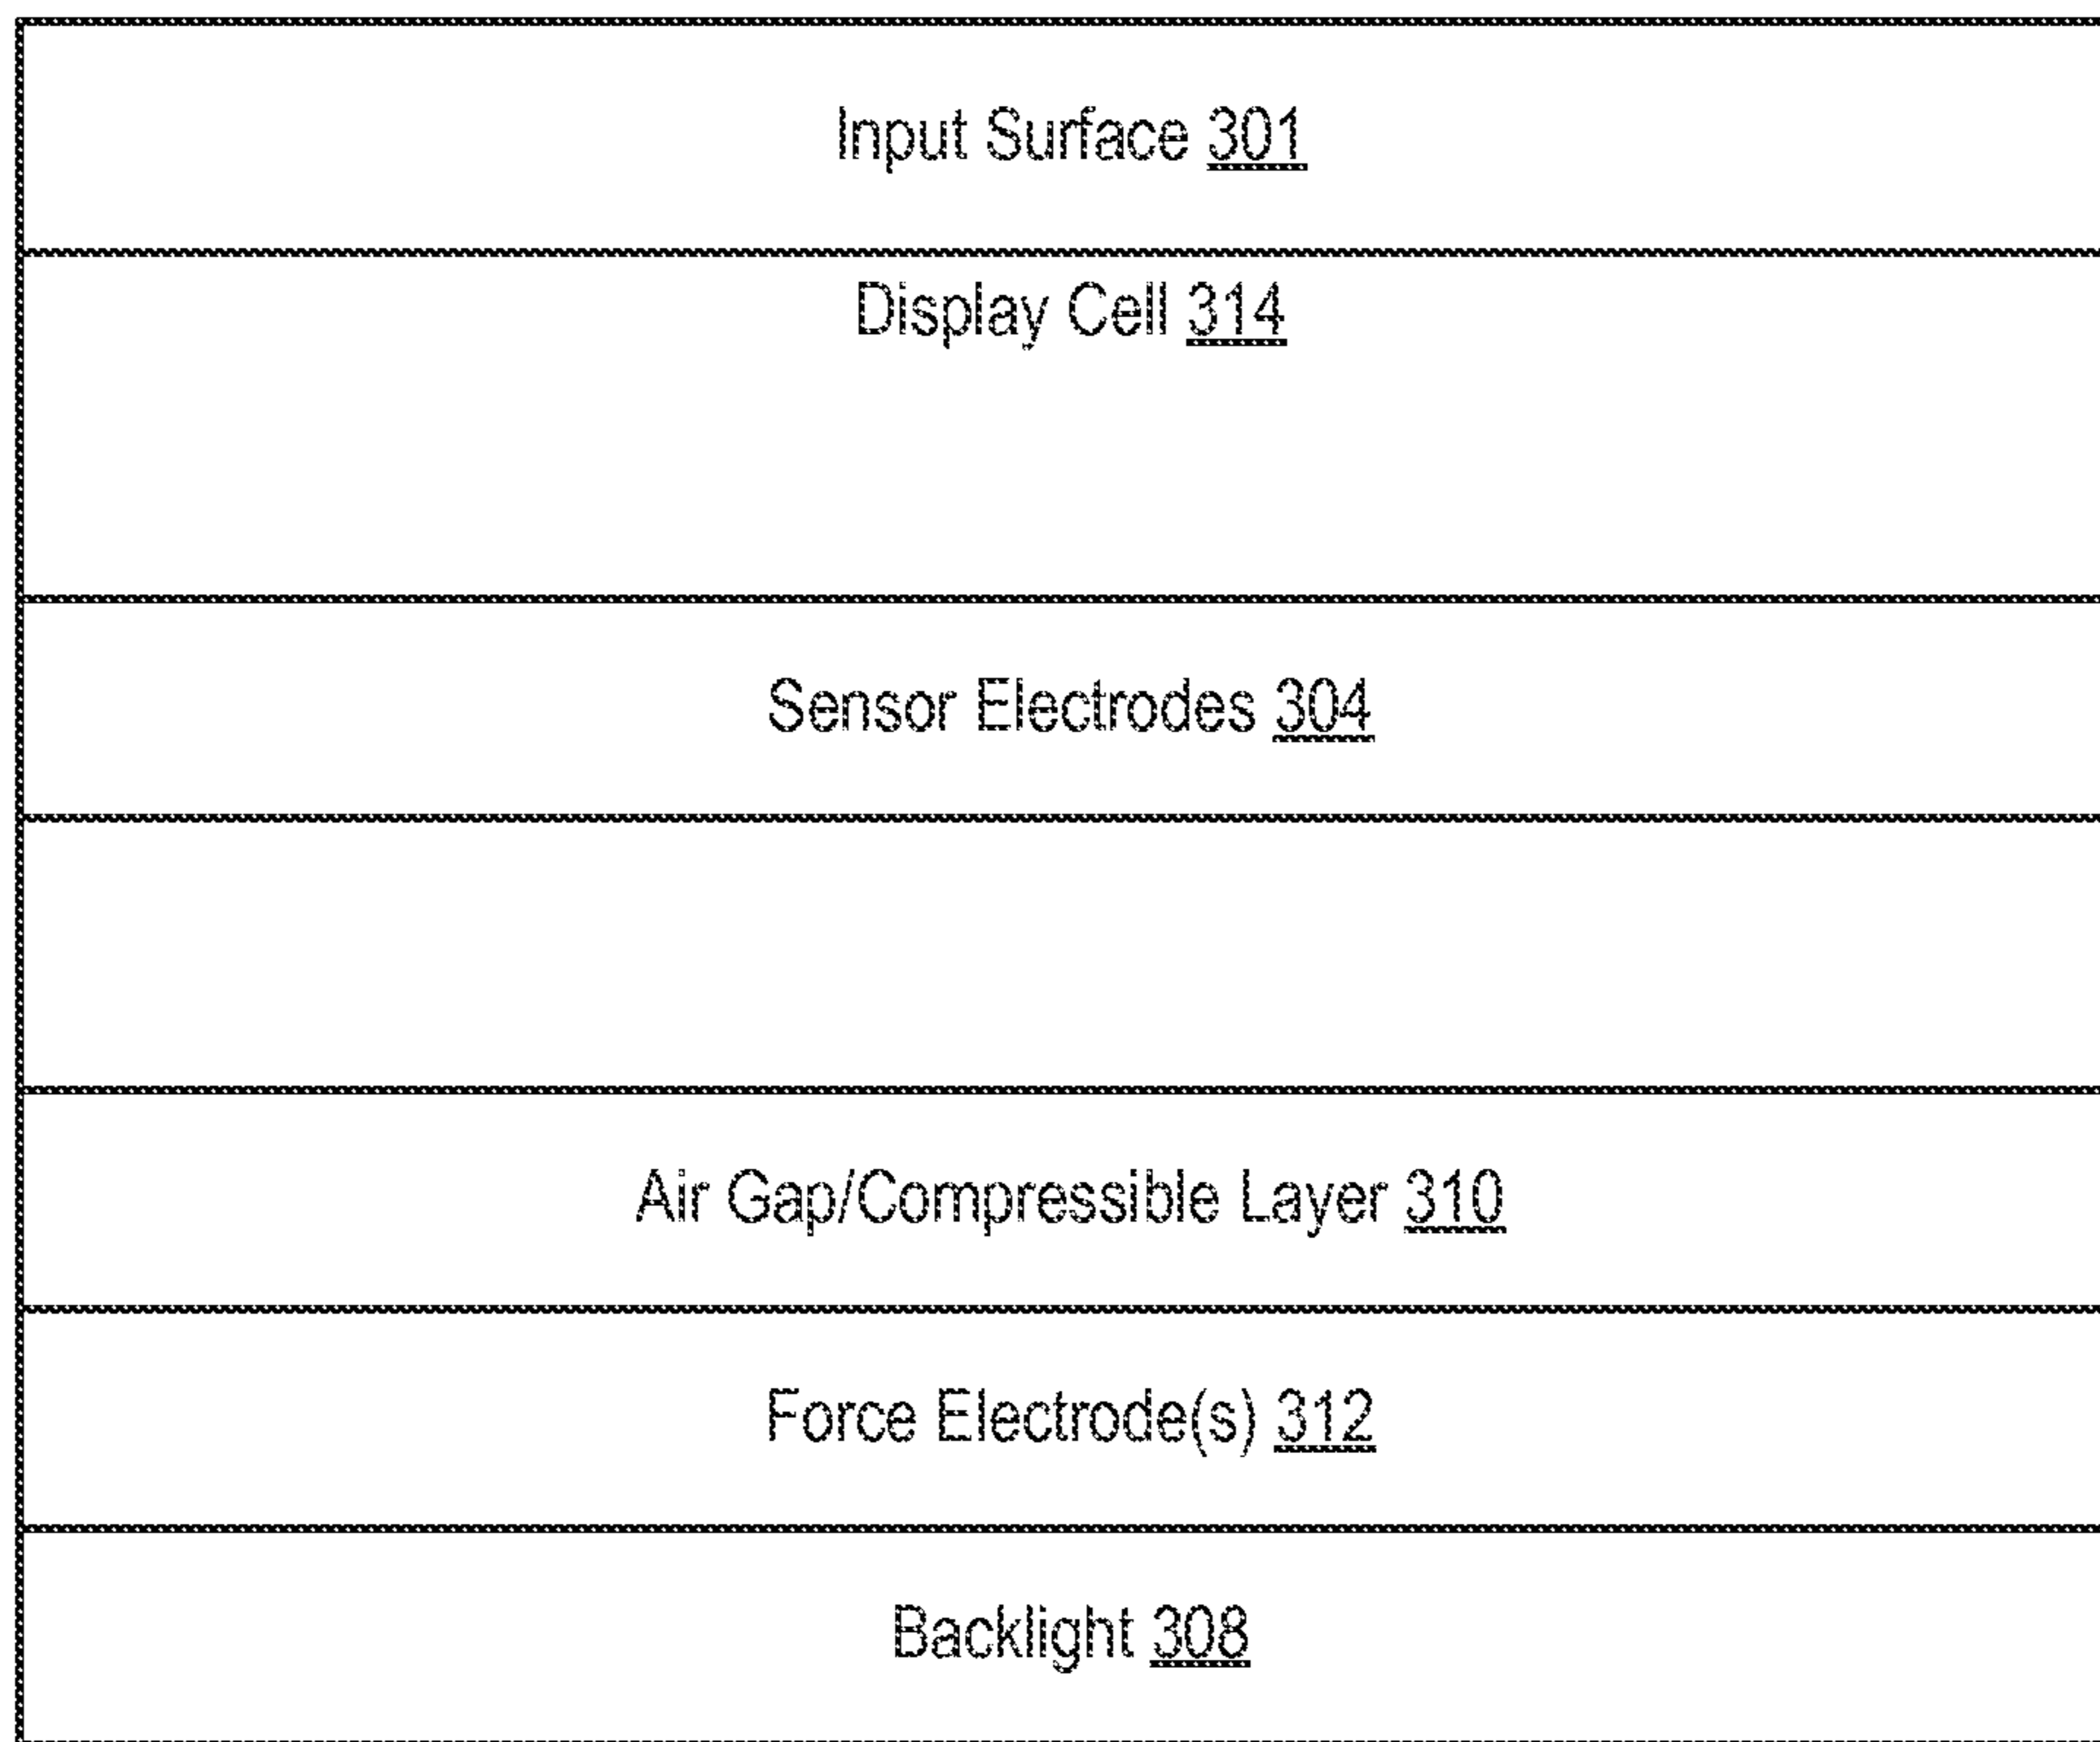 Input Surface 301
Display Cell 314
Sensor Electrodes 304
Air Gap/Compressible Layer 310
Force Electrode(s) 312
Backlight 308